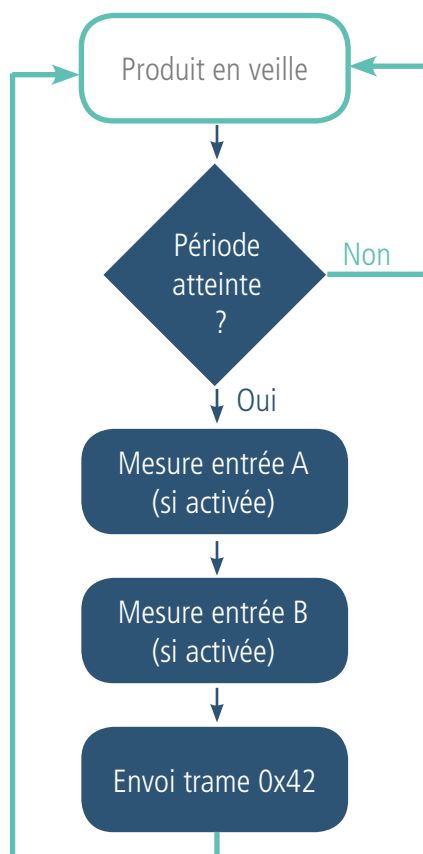 Produit en veille
Période
atteinte
?
Non
Oui
Mesure entrée A
(si activée)
Mesure entrée B
(si activée)
Envoi trame 0x42